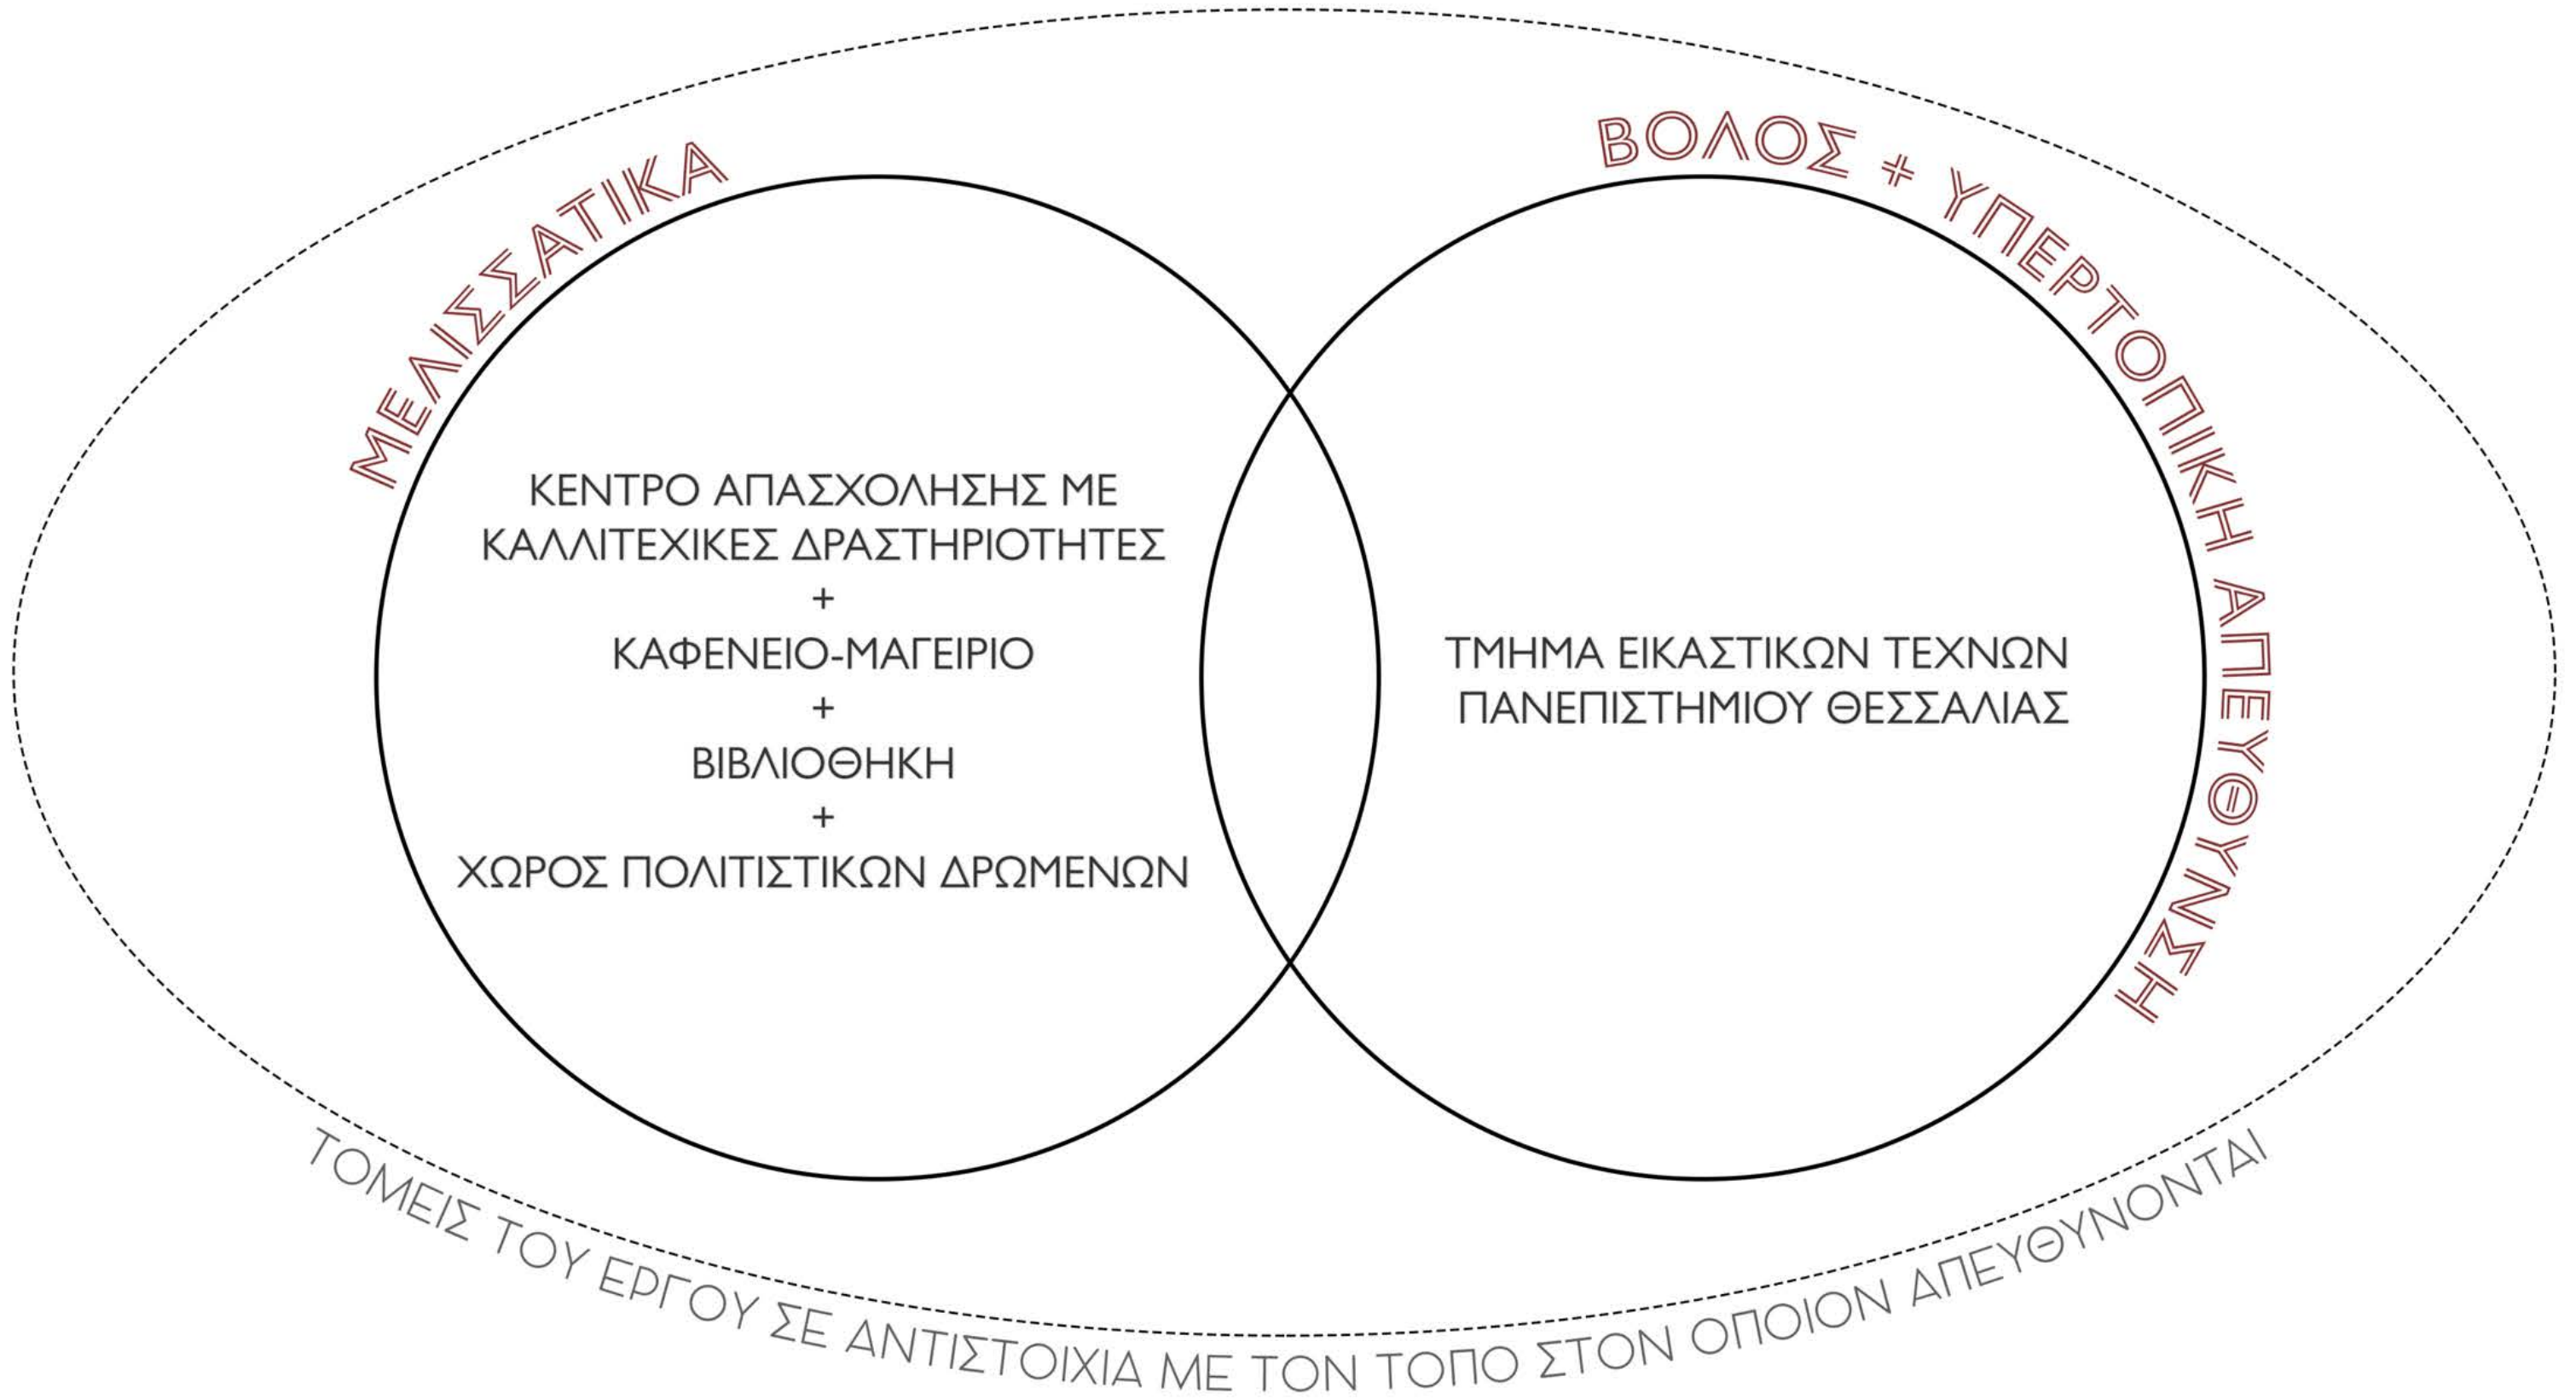 ΜΕΛΙΣΣΑΤΙΚΑ
ΒΟΛΟΣ + ΥΠΕΡΤΟΠΙΚΗ ΑΠΕΥΘΥΝΣΗ
ΚΕΝΤΡΟ ΑΠΑΣΧΟΛΗΣΗΣ ΜΕ
ΚΑΛΛΙΤΕΧΙΚΕΣ ΔΡΑΣΤΗΡΙΟΤΗΤΕΣ
+
ΚΑΦΕΝΕΙΟ-ΜΑΓΕΙΡΙΟ
+
ΒΙΒΛΙΟΘΗΚΗ
+
ΧΩΡΟΣ ΠΟΛΙΤΙΣΤΙΚΩΝ ΔΡΩΜΕΝΩΝ
ΤΜΗΜΑ ΕΙΚΑΣΤΙΚΩΝ ΤΕΧΝΩΝ
ΠΑΝΕΠΙΣΤΗΜΙΟΥ ΘΕΣΣΑΛΙΑΣ
ΤΟΜΕΙΣ ΤΟΥ ΕΡΓΟΥ ΣΕ ΑΝΤΙΣΤΟΙΧΙΑ ΜΕ ΤΟΝ ΤΟΠΟ ΣΤΟΝ ΟΠΟΙΟΝ ΑΠΕΥΘΥΝΟΝΤΑΙ